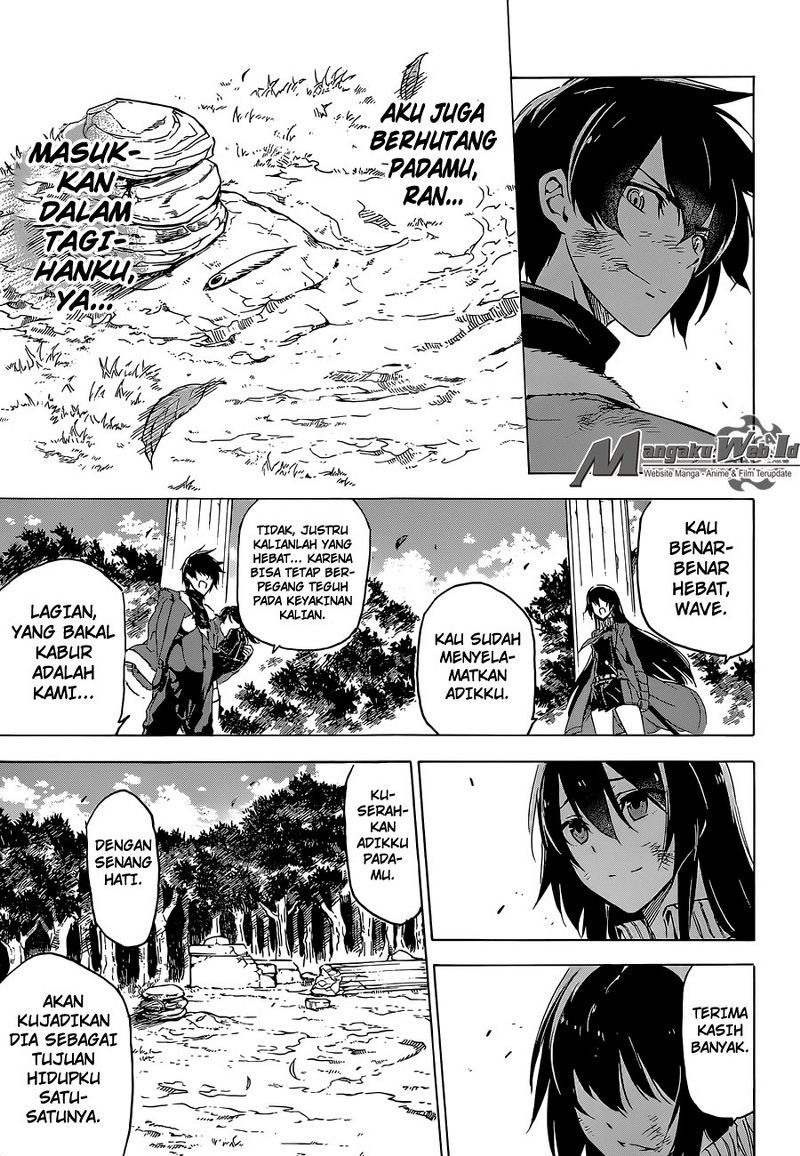 AKU JUGA
BERHUTANG
PADAMU,
RAN...
MASUK-
KAN
DALAM
TAGI-
HANKU,
YA...
Mangaku.Web.Id
Website Manga - Anime & Film Terupdate
KAU
BENAR-
BENAR
HEBAT,
WAVE.
KAU SUDAH
MENYELA-
MATKAN
ADIKKU.
TIDAK, JUSTRU
KALIANLAH YANG
HEBAT... KARENA
BISA TETAP BER-
PEGANG TEGUH
PADA KEYAKINAN
KALIAN.
LAGIAN,
YANG BAKAL
KABUR
ADALAH
KAMI...
TERIMA
KASIH
BANYAK.
KU-
SERAH-
KAN
ADIKKU
PADA-
MU.
DENGAN
SENANG
HATI.
AKAN
KUJADIKAN
DIA SEBAGAI
TUJUAN
HIDUPKU
SATU-
SATUNYA.